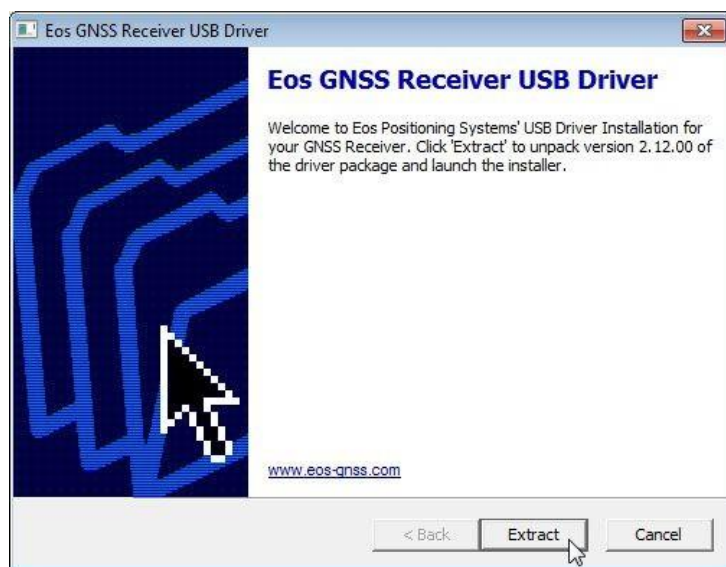 Eos GNSS Receiver USB Driver
Eos GNSS Receiver USB Driver
Welcome to Eos Positioning Systems' USB Driver Installation for
your GNSS Receiver. Click 'Extract' to unpack version 2.12.00 of
the driver package and launch the installer.
www.eos-gnss.com
< Back Extract Cancel